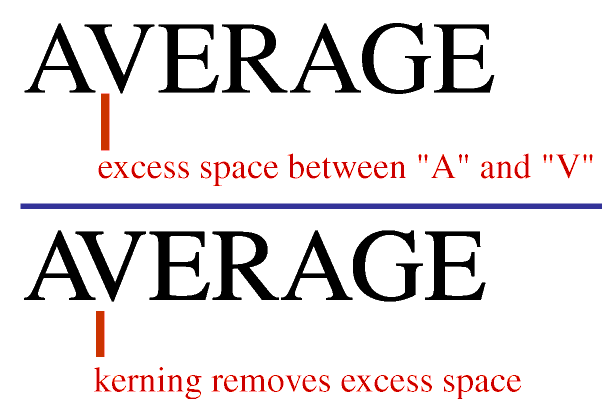 AVERAGE
excess space between "A" and "V"
AVERAGE
kerning removes excess space